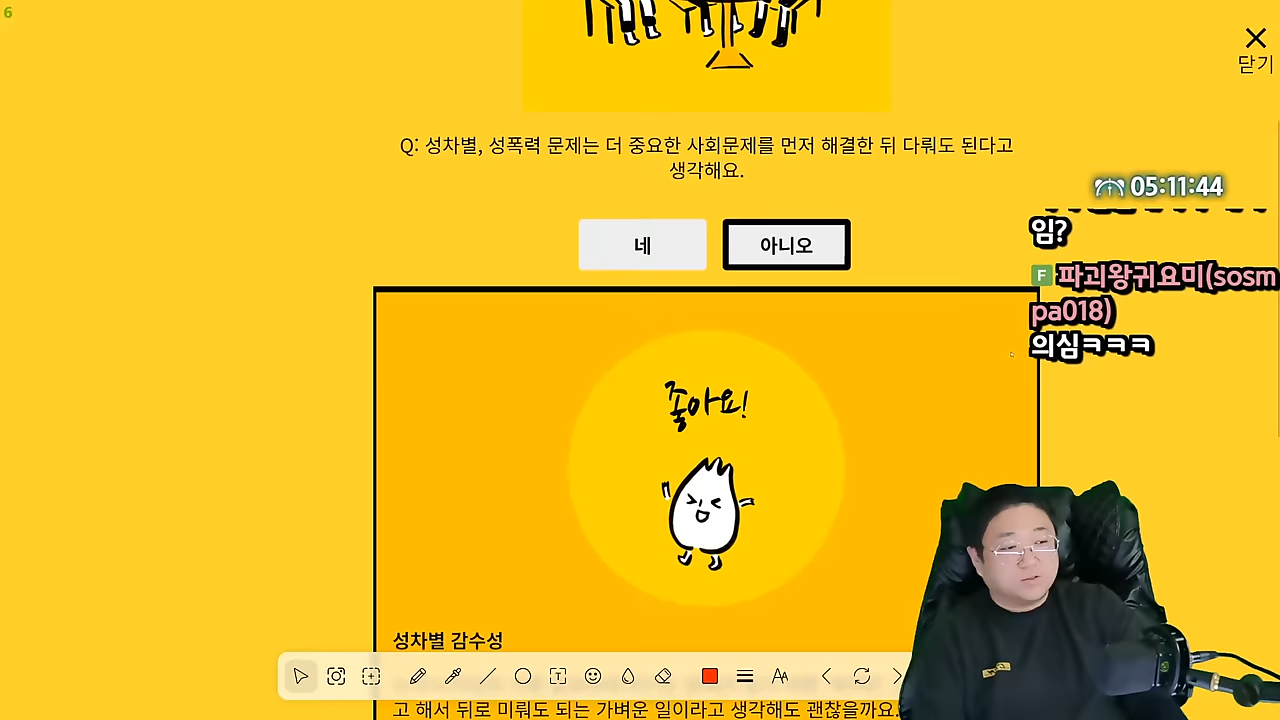 6
닫기
Q: 성차별, 성폭력 문제는 더 중요한 사회문제를 먼저 해결한 뒤 다뤄도 된다고
생각해요.
05:11:44
임?
네
아니오
F 파괴왕귀요미(sosm
pa018)
의심ㅋㅋㅋ
좋아요!
성차별 감수성
고 해서 뒤로 미뤄도 되는 가벼운 일이라고 생각해도 괜찮을까요.